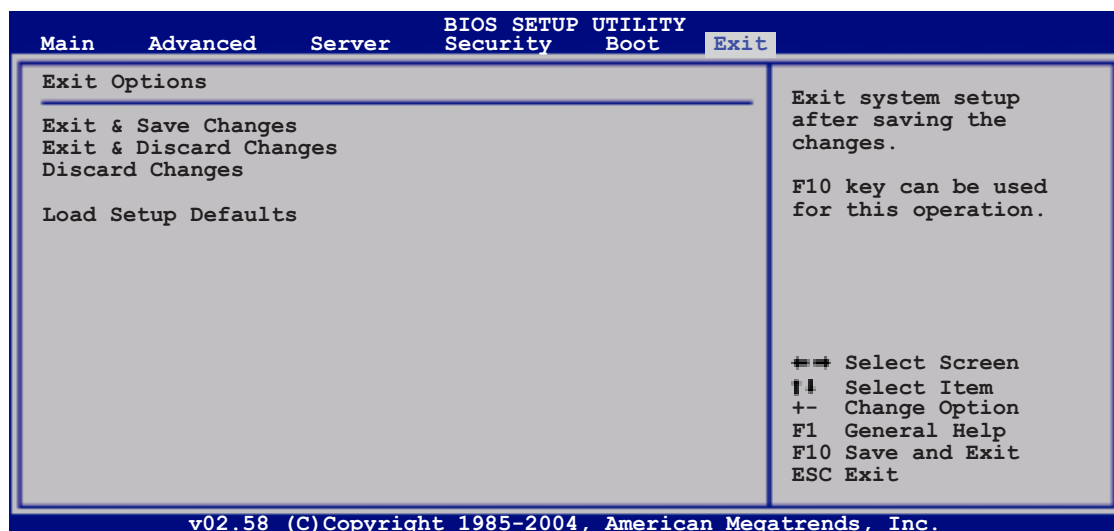 BIOS SETUP UTILITY
Main Advanced Server Security Boot Exit
Exit Options
Exit & Save Changes
Exit & Discard Changes
Discard Changes
Load Setup Defaults
Exit system setup
after saving the
changes.
F10 key can be used
for this operation.
←→ Select Screen
↑↓ Select Item
+- Change Option
F1 General Help
F10 Save and Exit
ESC Exit
v02.58 (C)Copyright 1985-2004, American Megatrends, Inc.